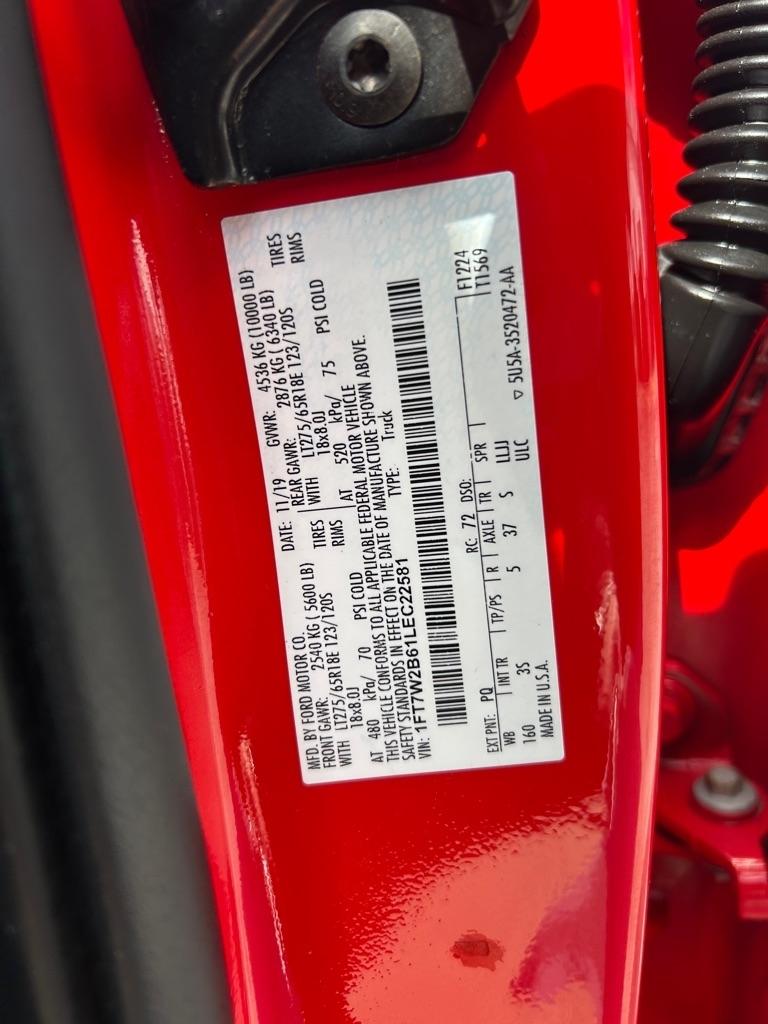 MFD. BY FORD MOTOR CO. DATE: 11/19 GVWR: 4536 KG (10000 LB)
FRONT GAWR: 2540 KG ( 5600 LB) REAR GAWR: 2876 KG ( 6340 LB)
WITH LT275/65R18E 123/120S TIRES WITH LT275/65R18E 123/120S TIRES
18x8.0J RIMS 18x8.0J RIMS
AT 480 kPa/ 70 PSI COLD AT 520 kPa/ 75 PSI COLD
THIS VEHICLE CONFORMS TO ALL APPLICABLE FEDERAL MOTOR VEHICLE
SAFETY STANDARDS IN EFFECT ON THE DATE OF MANUFACTURE SHOWN ABOVE.
VIN: 1FT7W2B61LEC22581 TYPE: Truck
EXT PNT: PQ RC: 72 DSO: F1224
WB INT TR TP/PS R AXLE TR SPR T1569
160 3S 5 37 S LLJJ
MADE IN U.S.A. ULC ▽ 5U5A-3520472-AA